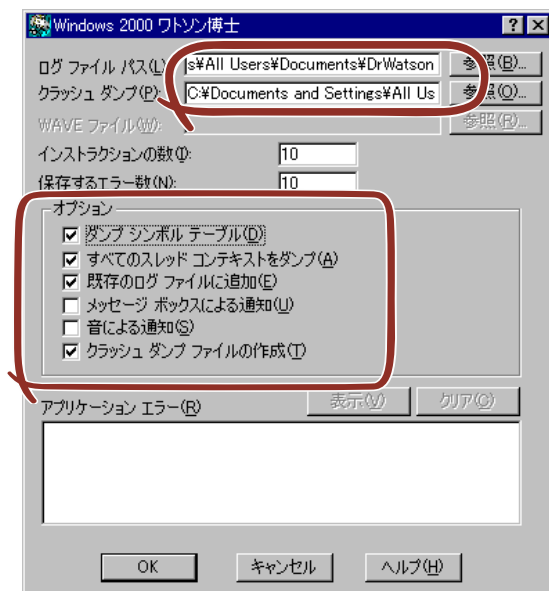 Windows 2000 ワトソン博士
ログ ファイル パス(L) s¥All Users¥Documents¥DrWatson 参照(B)...
クラッシュ ダンプ(P): C:¥Documents and Settings¥All Us 参照(O)...
WAVE ファイル(W): 参照(R)...
インストラクションの数(I): 10
保存するエラー数(N): 10
オプション
ダンプ シンボル テーブル(D)
すべてのスレッド コンテキストをダンプ(A)
既存のログ ファイルに追加(E)
メッセージ ボックスによる通知(U)
音による通知(S)
クラッシュ ダンプ ファイルの作成(T)
アプリケーション エラー(R) 表示(V) クリア(C)
OK キャンセル ヘルプ(H)